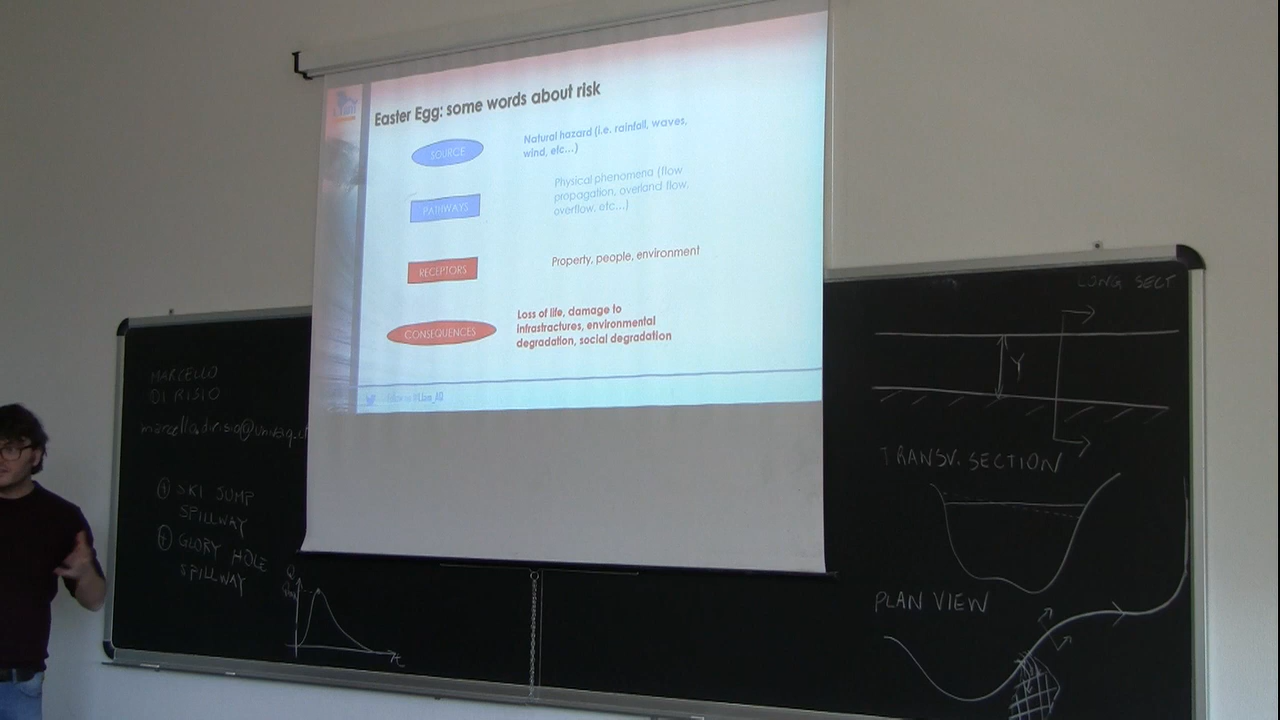 Easter Egg: some words about risk
SOURCE
Natural hazard (i.e. rainfall, waves,
wind, etc...)
PATHWAYS
Physical phenomena (flow
propagation, overland flow,
overflow, etc...)
RECEPTORS
Property, people, environment
CONSEQUENCES
Loss of life, damage to
infrastractures, environmental
degradation, social degradation
MARCELLO
DI RISIO
① SKI JUMP
SPILLWAY
② GLORY HOLE
SPILLWAY
Q
t
LONG SECT
Y
TRANSV. SECTION
PLAN VIEW